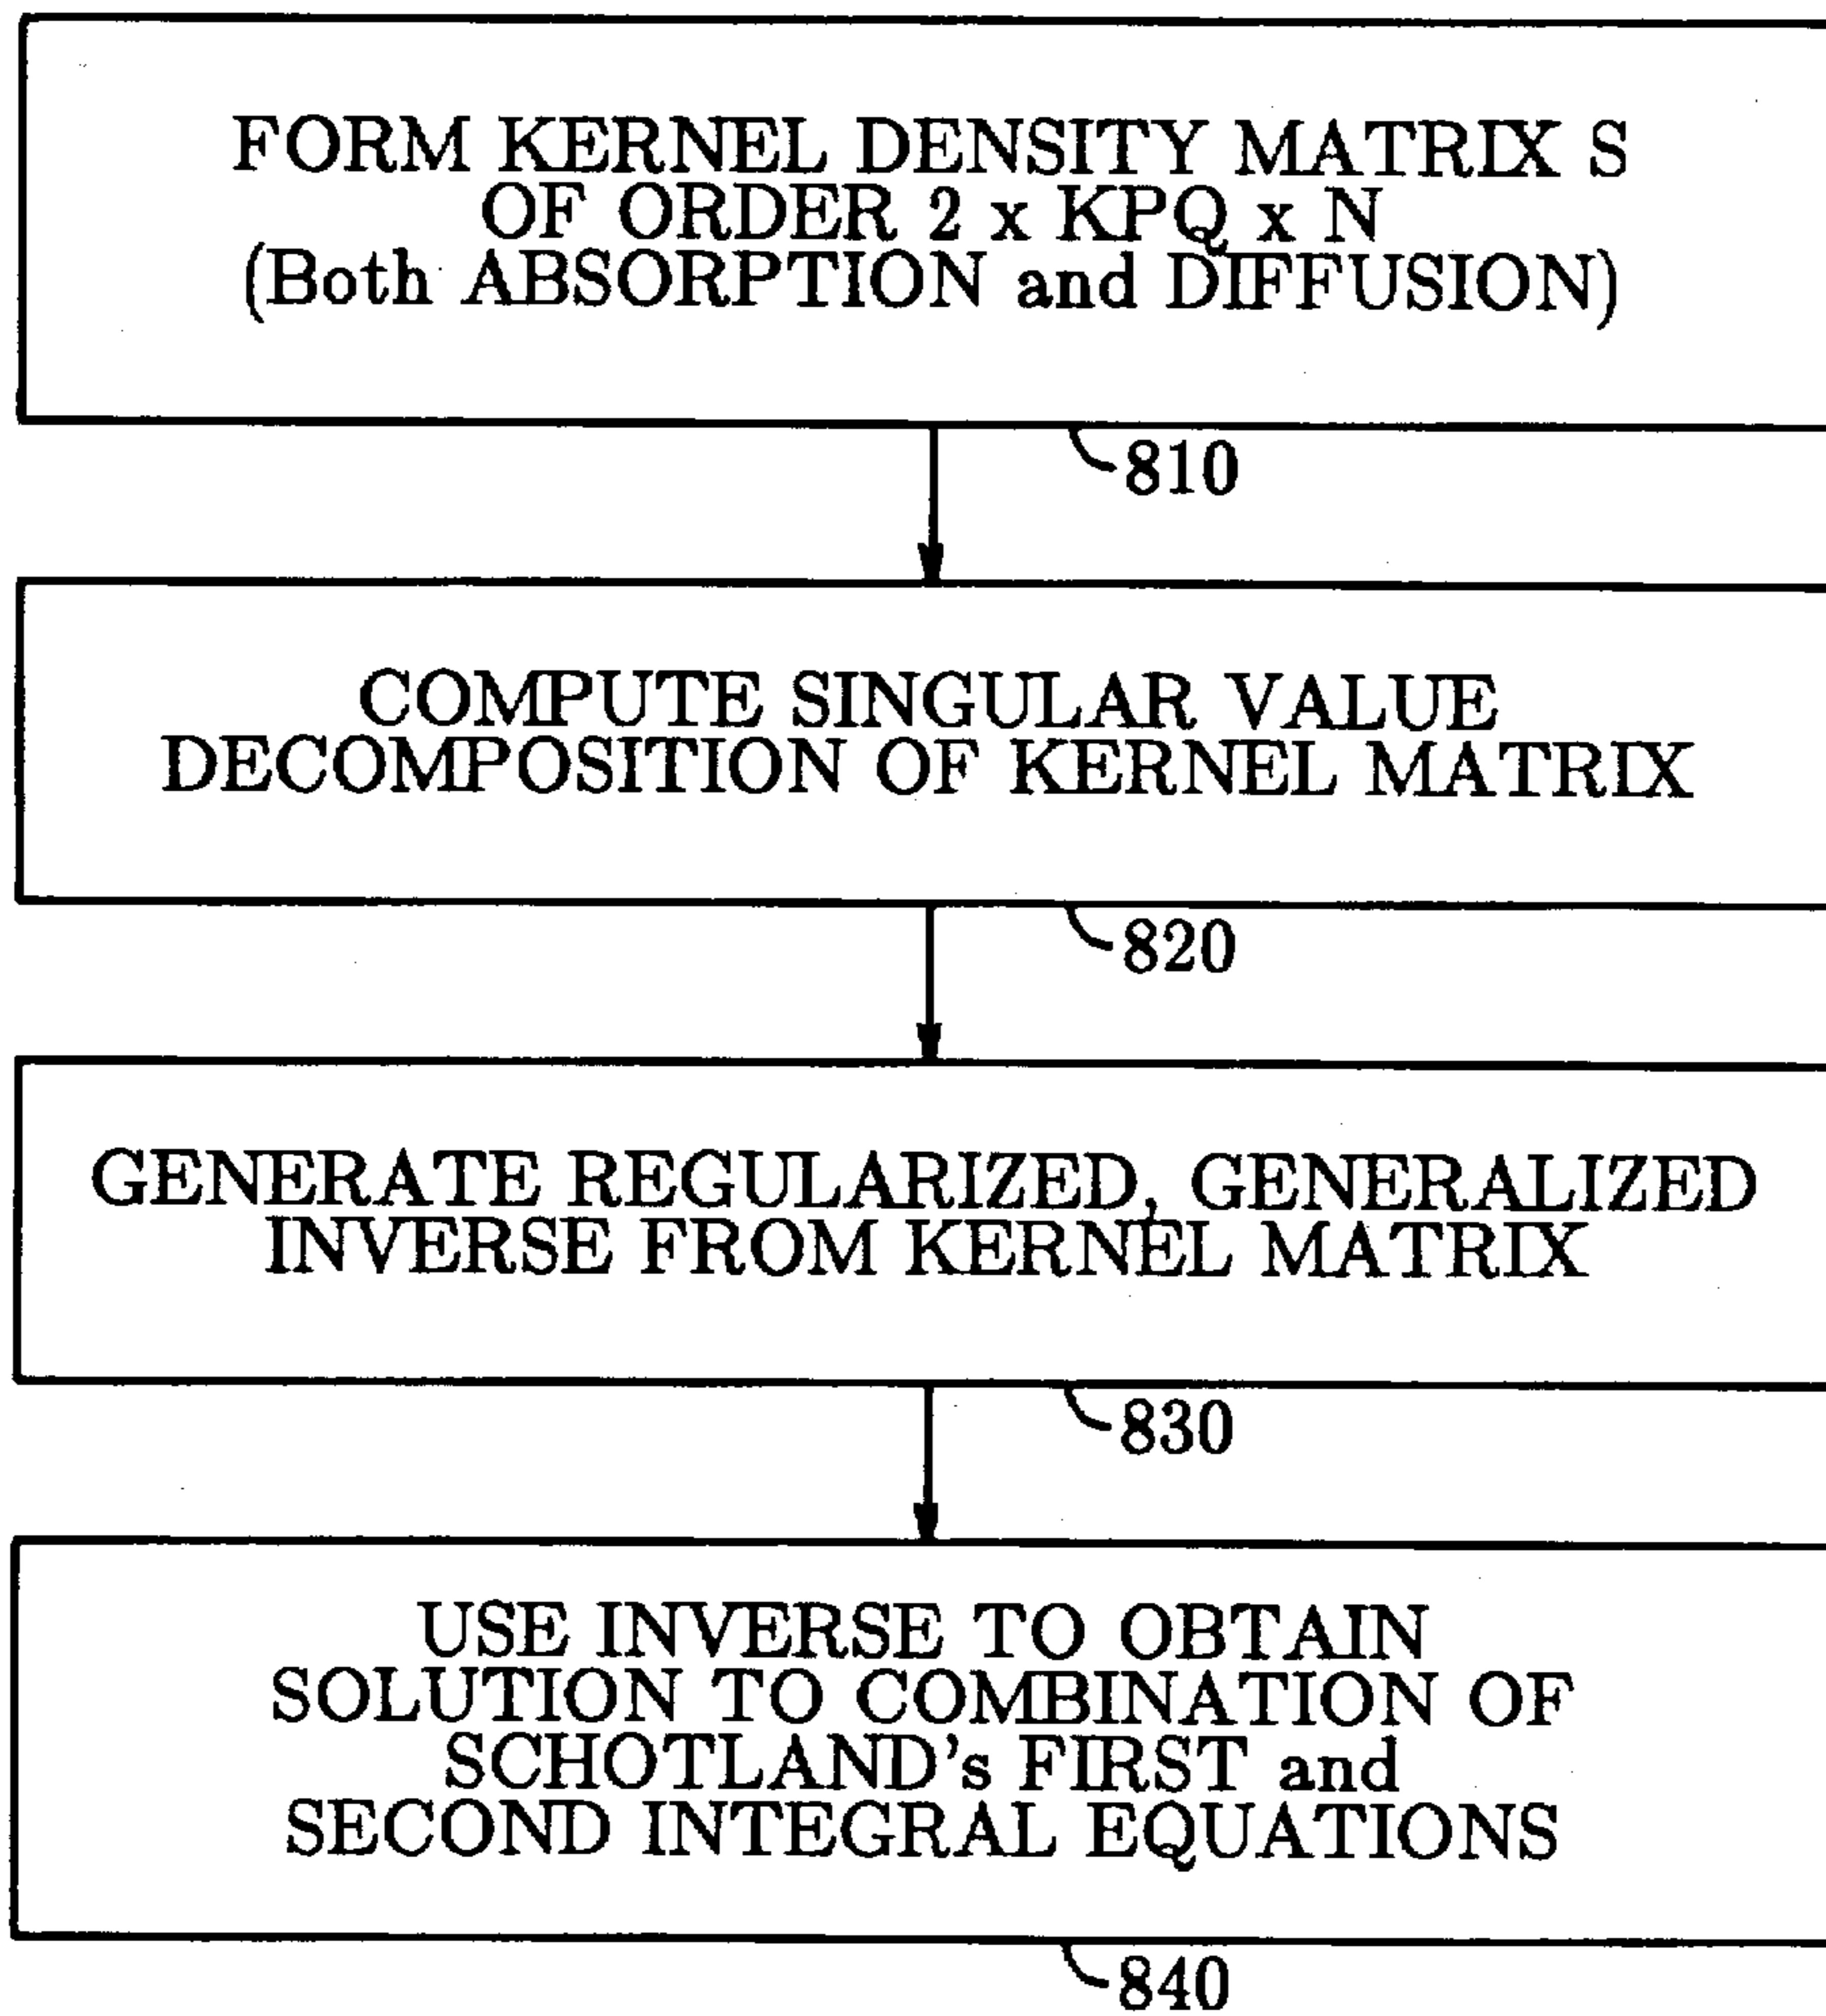 FORM KERNEL DENSITY MATRIX S
OF ORDER 2 x KPQ x N
(Both ABSORPTION and DIFFUSION)
810
COMPUTE SINGULAR VALUE
DECOMPOSITION OF KERNEL MATRIX
820
GENERATE REGULARIZED, GENERALIZED
INVERSE FROM KERNEL MATRIX
830
USE INVERSE TO OBTAIN
SOLUTION TO COMBINATION OF
SCHOTLAND's FIRST and
SECOND INTEGRAL EQUATIONS
840